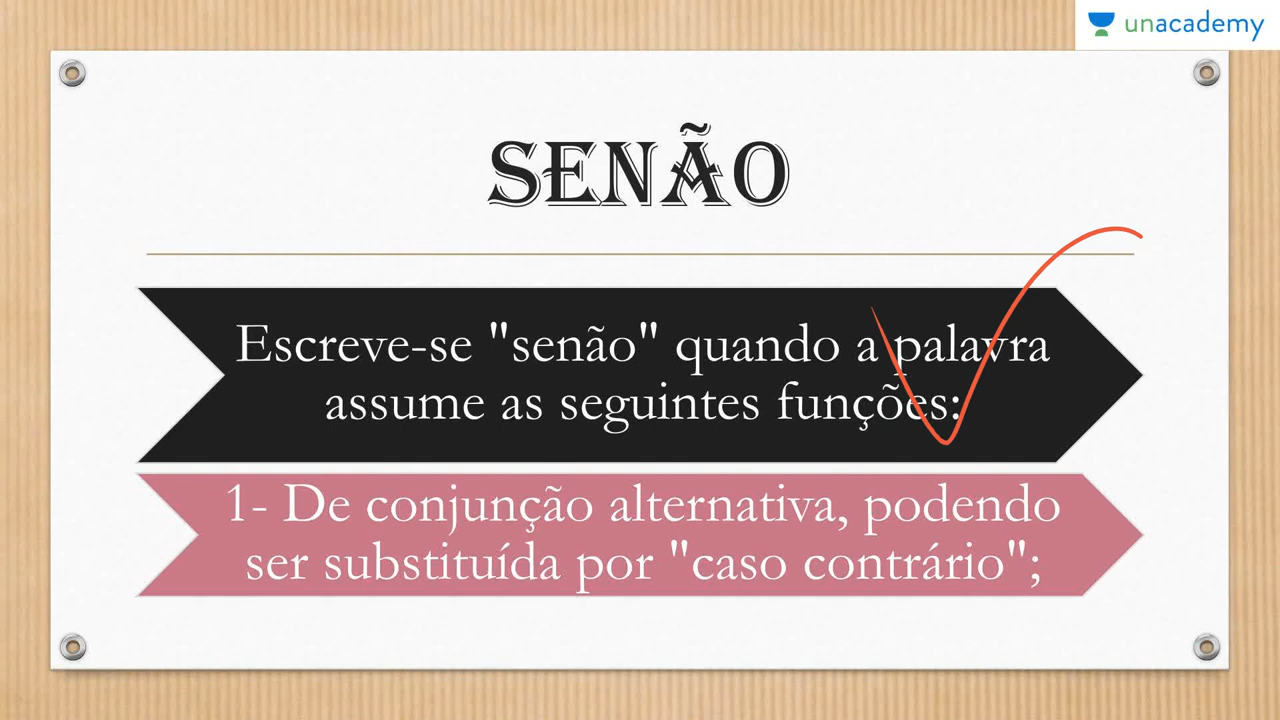 unacademy
SENÃO
Escreve-se "senão" quando a palavra
assume as seguintes funções:
1- De conjunção alternativa, podendo
ser substituída por "caso contrário";